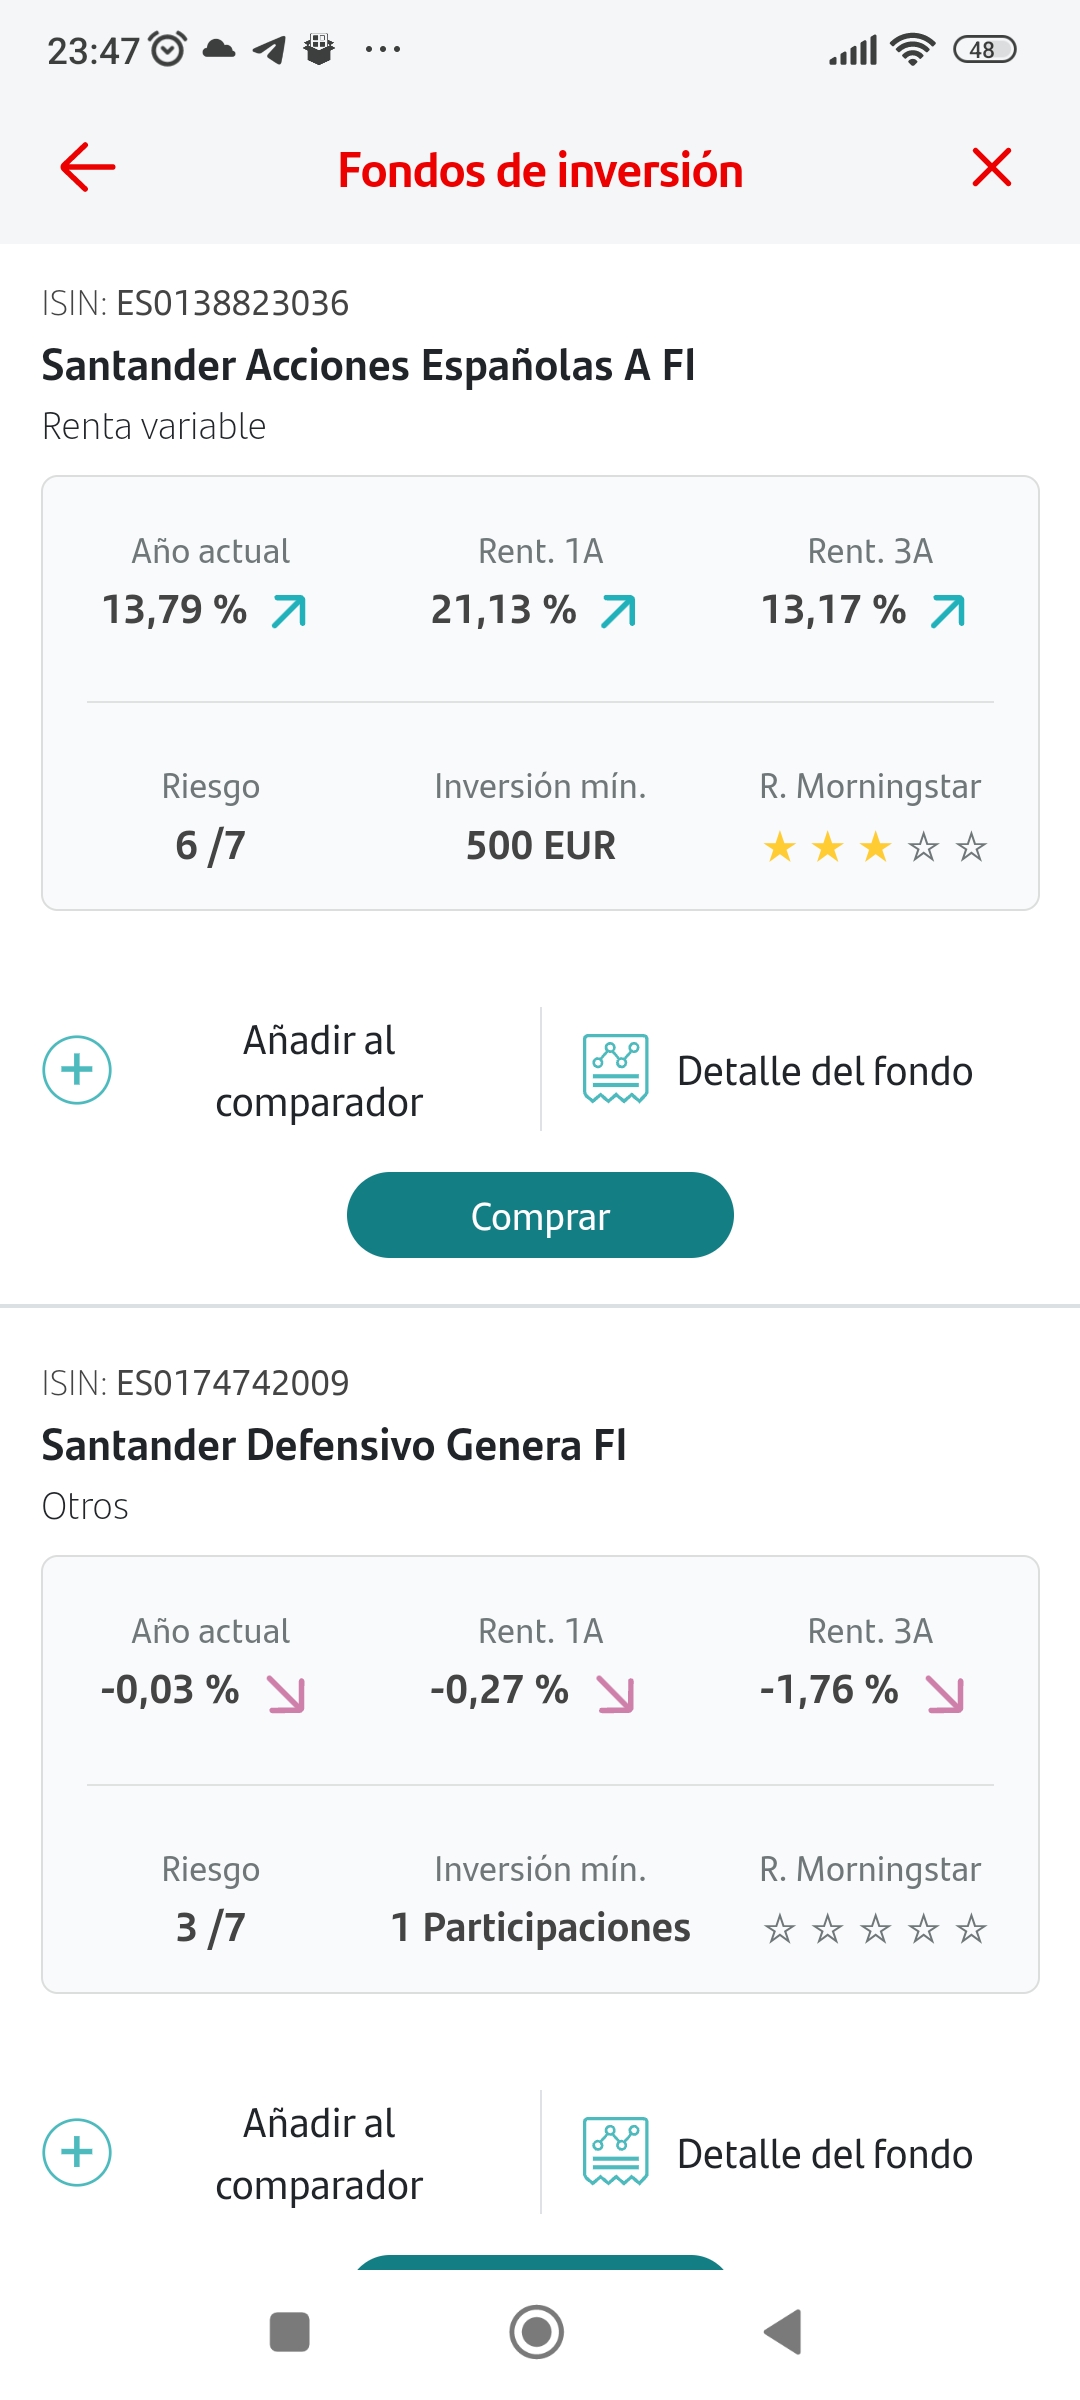 23:47
48
Fondos de inversión
ISIN: ES0138823036
Santander Acciones Españolas A FI
Renta variable
Año actual Rent. 1A Rent. 3A
13,79 % 21,13 % 13,17 %
Riesgo Inversión mín. R. Morningstar
6 /7 500 EUR
Añadir al
comparador
Detalle del fondo
Comprar
ISIN: ES0174742009
Santander Defensivo Genera FI
Otros
Año actual Rent. 1A Rent. 3A
-0,03 % -0,27 % -1,76 %
Riesgo Inversión mín. R. Morningstar
3 /7 1 Participaciones
Añadir al
comparador
Detalle del fondo